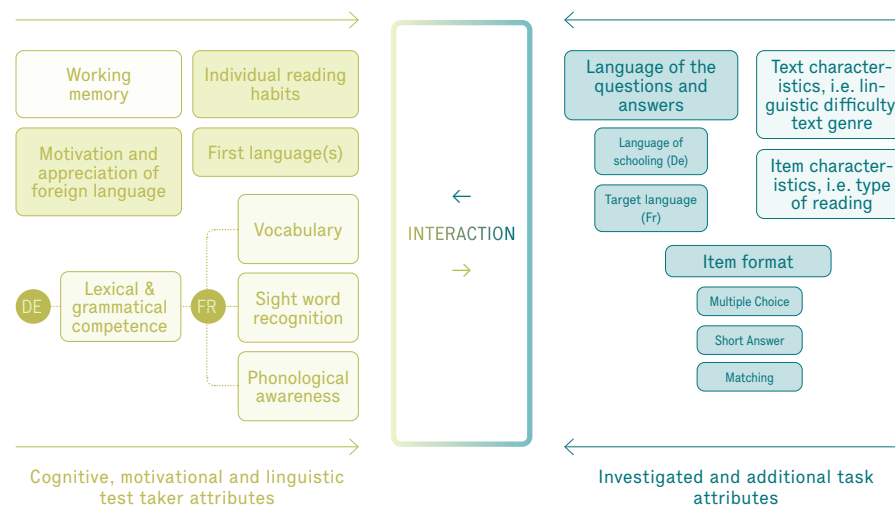 Working
memory
Individual reading
habits
Motivation and
appreciation of
foreign language
First language(s)
Vocabulary
DE
Lexical &
grammatical
competence
FR
Sight word
recognition
Phonological
awareness
Cognitive, motivational and linguistic
test taker attributes
←
INTERACTION
→
Language of the
questions and
answers
Language of
schooling (De)
Target language
(Fr)
Text character-
istics, i.e. lin-
guistic difficulty
text genre
Item character-
istics, i.e. type
of reading
Item format
Multiple Choice
Short Answer
Matching
Investigated and additional task
attributes